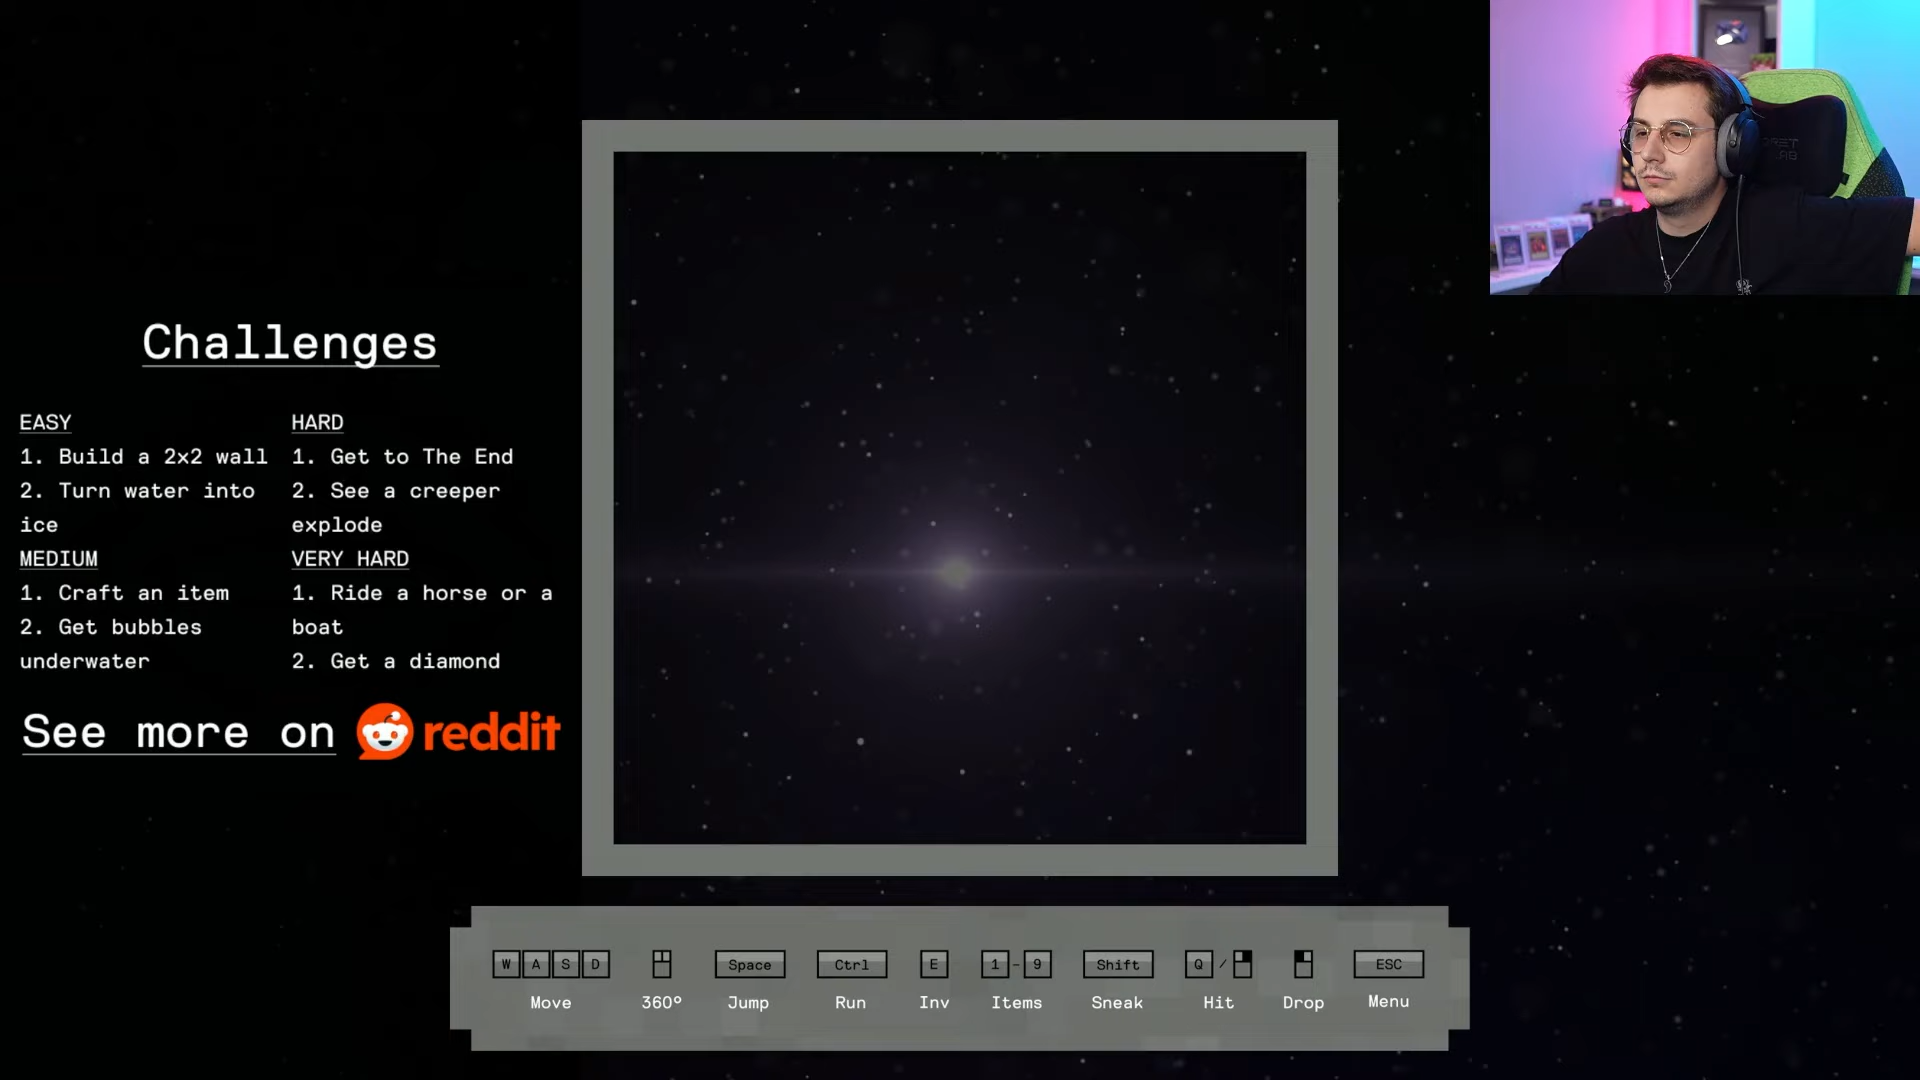 Challenges
EASY
1. Build a 2x2 wall
2. Turn water into
ice
MEDIUM
1. Craft an item
2. Get bubbles
underwater
HARD
1. Get to The End
2. See a creeper
explode
VERY HARD
1. Ride a horse or a
boat
2. Get a diamond
See more on reddit
W A S D
Move
360°
Space
Jump
Ctrl
Run
E
Inv
1 - 9
Items
Shift
Sneak
Q /
Hit
Drop
ESC
Menu